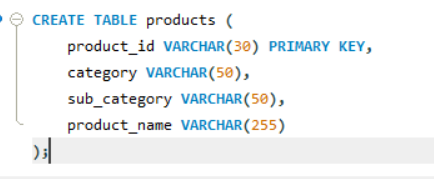 CREATE TABLE products (
    product_id VARCHAR(30) PRIMARY KEY,
    category VARCHAR(50),
    sub_category VARCHAR(50),
    product_name VARCHAR(255)
);